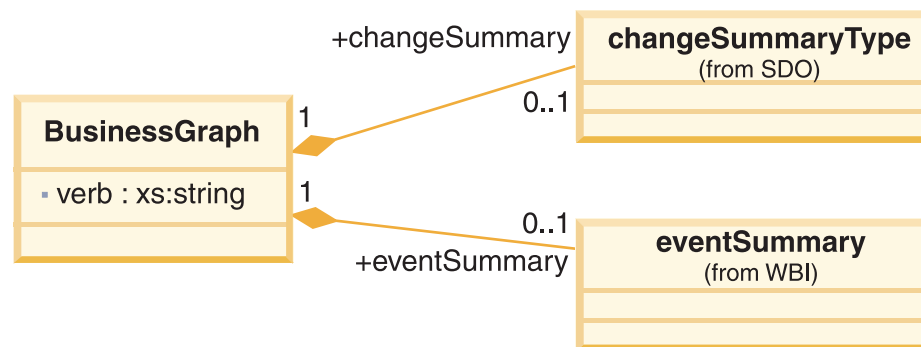 +changeSummary
changeSummaryType
(from SDO)
0..1
BusinessGraph
1
verb : xs:string
1
0..1
+eventSummary
eventSummary
(from WBI)